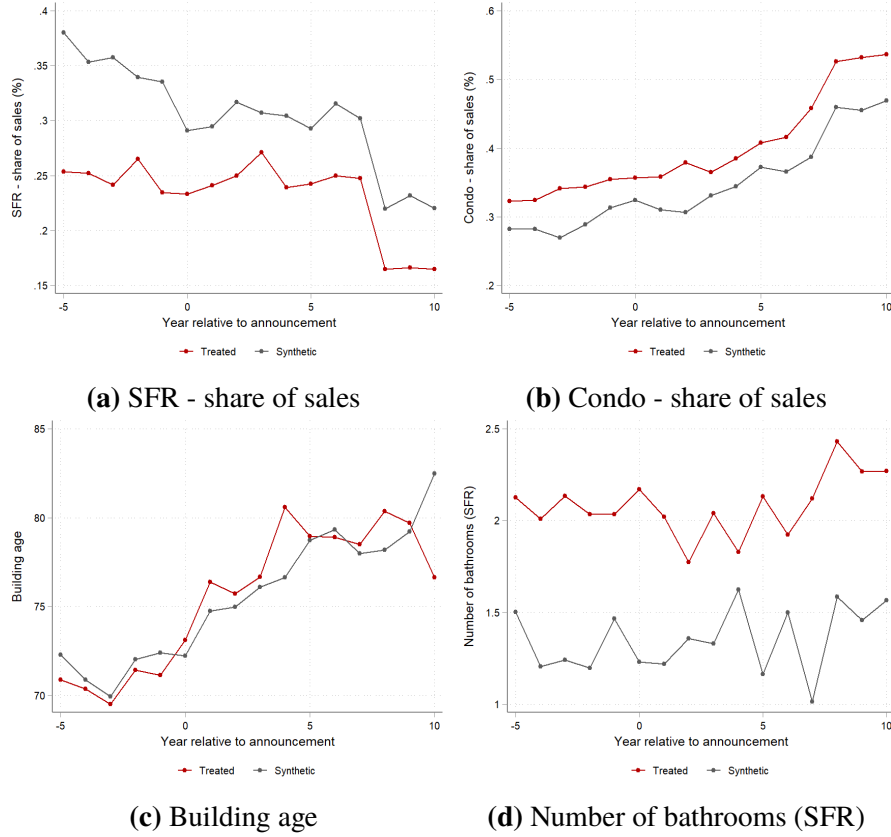 .4
.35
.3
.25
.2
.15
SFR - share of sales (%)
-5 0 5 10
Year relative to announcement
Treated Synthetic
(a) SFR - share of sales
.6
.5
.4
.3
.2
Condo - share of sales (%)
-5 0 5 10
Year relative to announcement
Treated Synthetic
(b) Condo - share of sales
85
80
75
70
Building age
-5 0 5 10
Year relative to announcement
Treated Synthetic
(c) Building age
2.5
2
1.5
1
Number of bathrooms (SFR)
-5 0 5 10
Year relative to announcement
Treated Synthetic
(d) Number of bathrooms (SFR)